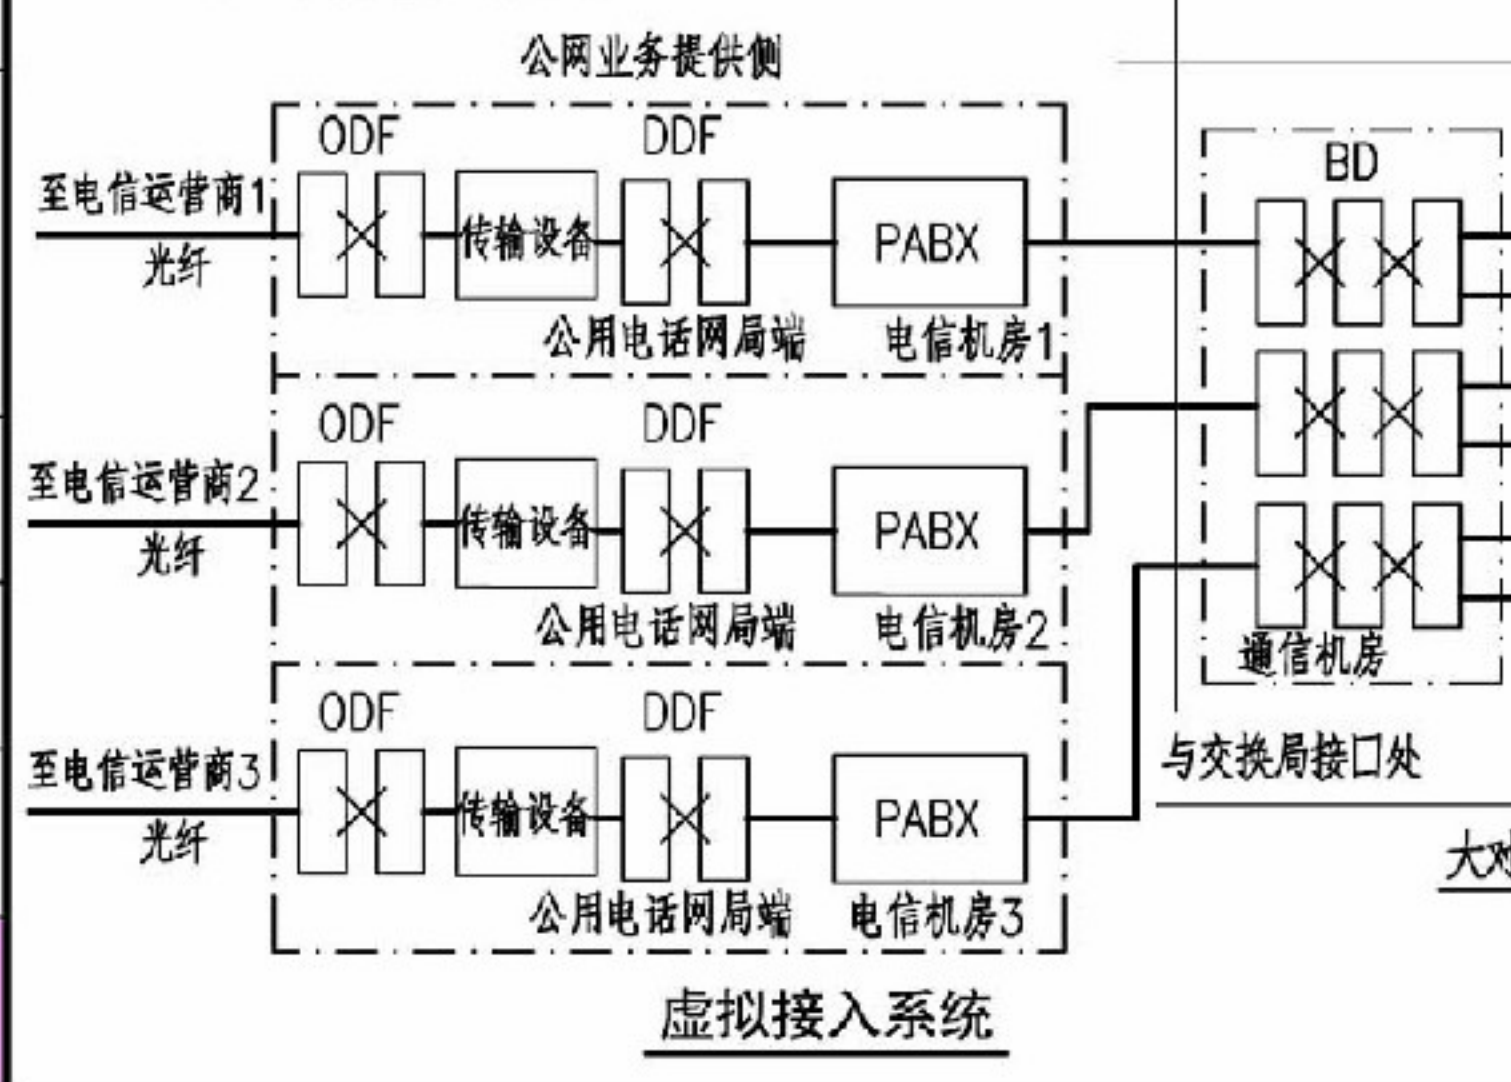 公网业务提供侧
ODF
DDF
BD
至电信运营商1
光纤
传输设备
PABX
公用电话网局端
电信机房1
ODF
DDF
至电信运营商2
光纤
传输设备
PABX
公用电话网局端
电信机房2
通信机房
ODF
DDF
至电信运营商3
光纤
传输设备
PABX
与交换局接口处
大对
公用电话网局端
电信机房3
虚拟接入系统